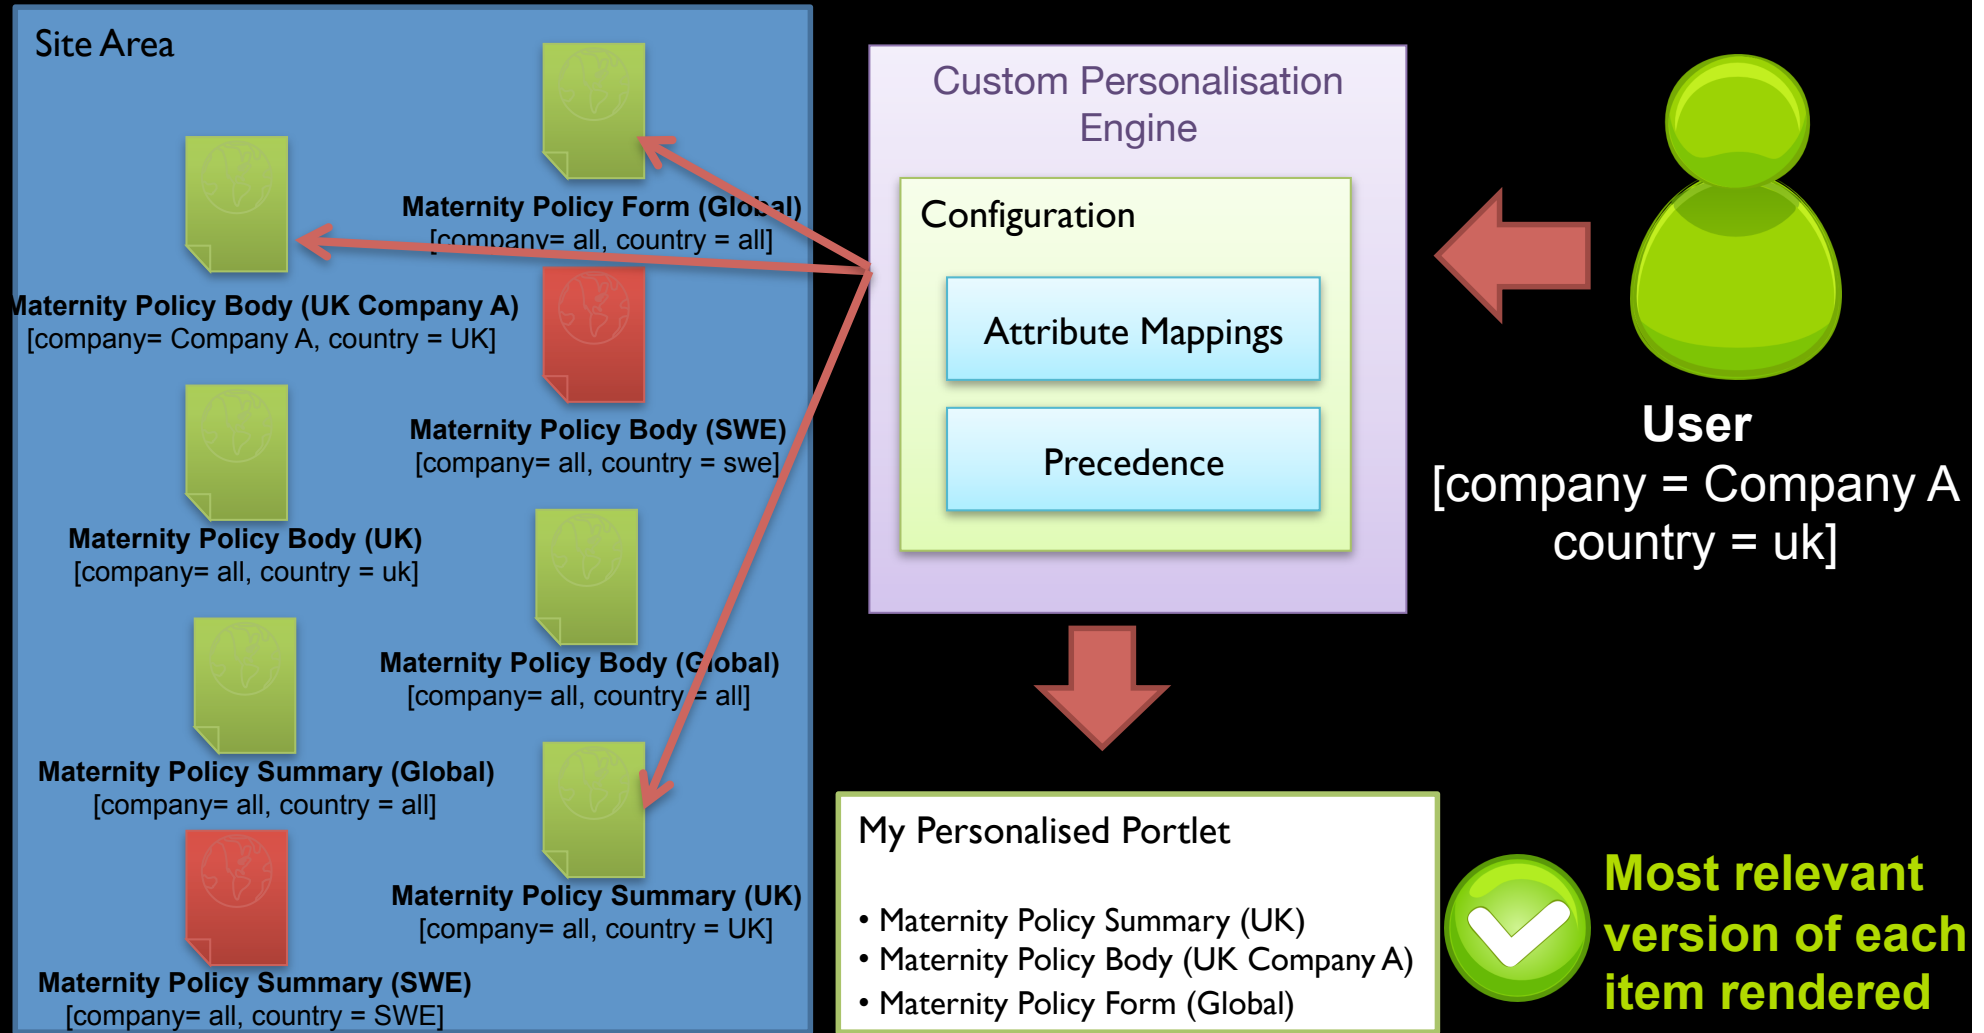 Site Area
Maternity Policy Form (Global)
[company= all, country = all]
Maternity Policy Body (UK Company A)
[company= Company A, country = UK]
Maternity Policy Body (SWE)
[company= all, country = swe]
Maternity Policy Body (UK)
[company= all, country = uk]
Maternity Policy Body (Global)
[company= all, country = all]
Maternity Policy Summary (Global)
[company= all, country = all]
Maternity Policy Summary (UK)
[company= all, country = UK]
Maternity Policy Summary (SWE)
[company= all, country = SWE]
Custom Personalisation
Engine
Configuration
Attribute Mappings
Precedence
User
[company = Company A
country = uk]
My Personalised Portlet
• Maternity Policy Summary (UK)
• Maternity Policy Body (UK Company A)
• Maternity Policy Form (Global)
Most relevant
version of each
item rendered